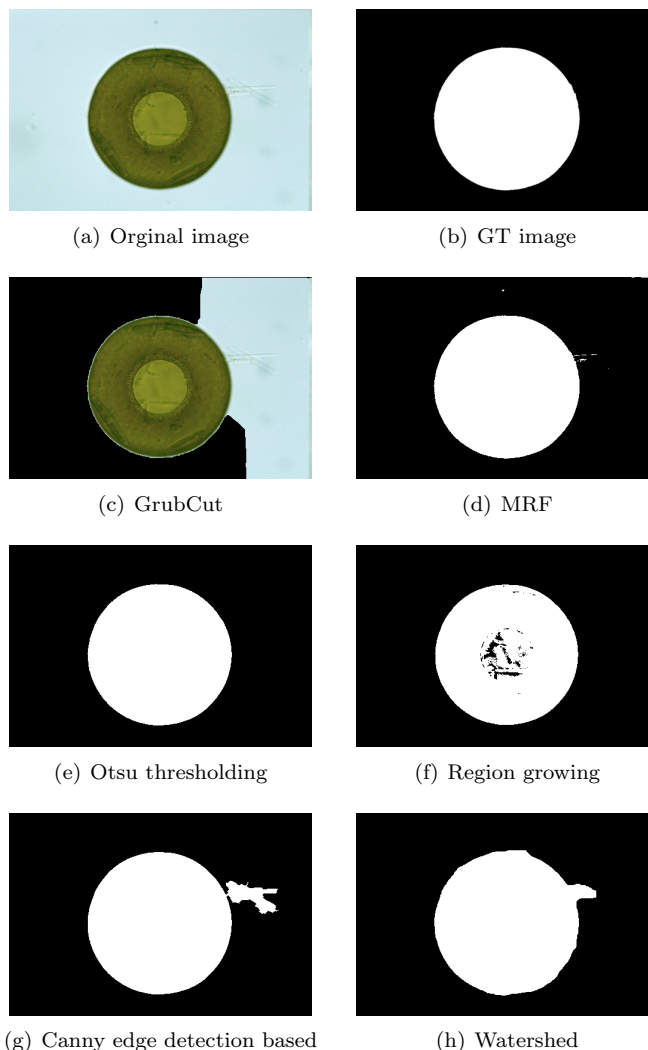 (a) Orginal image
(b) GT image
(c) GrubCut
(d) MRF
(e) Otsu thresholding
(f) Region growing
(g) Canny edge detection based
(h) Watershed